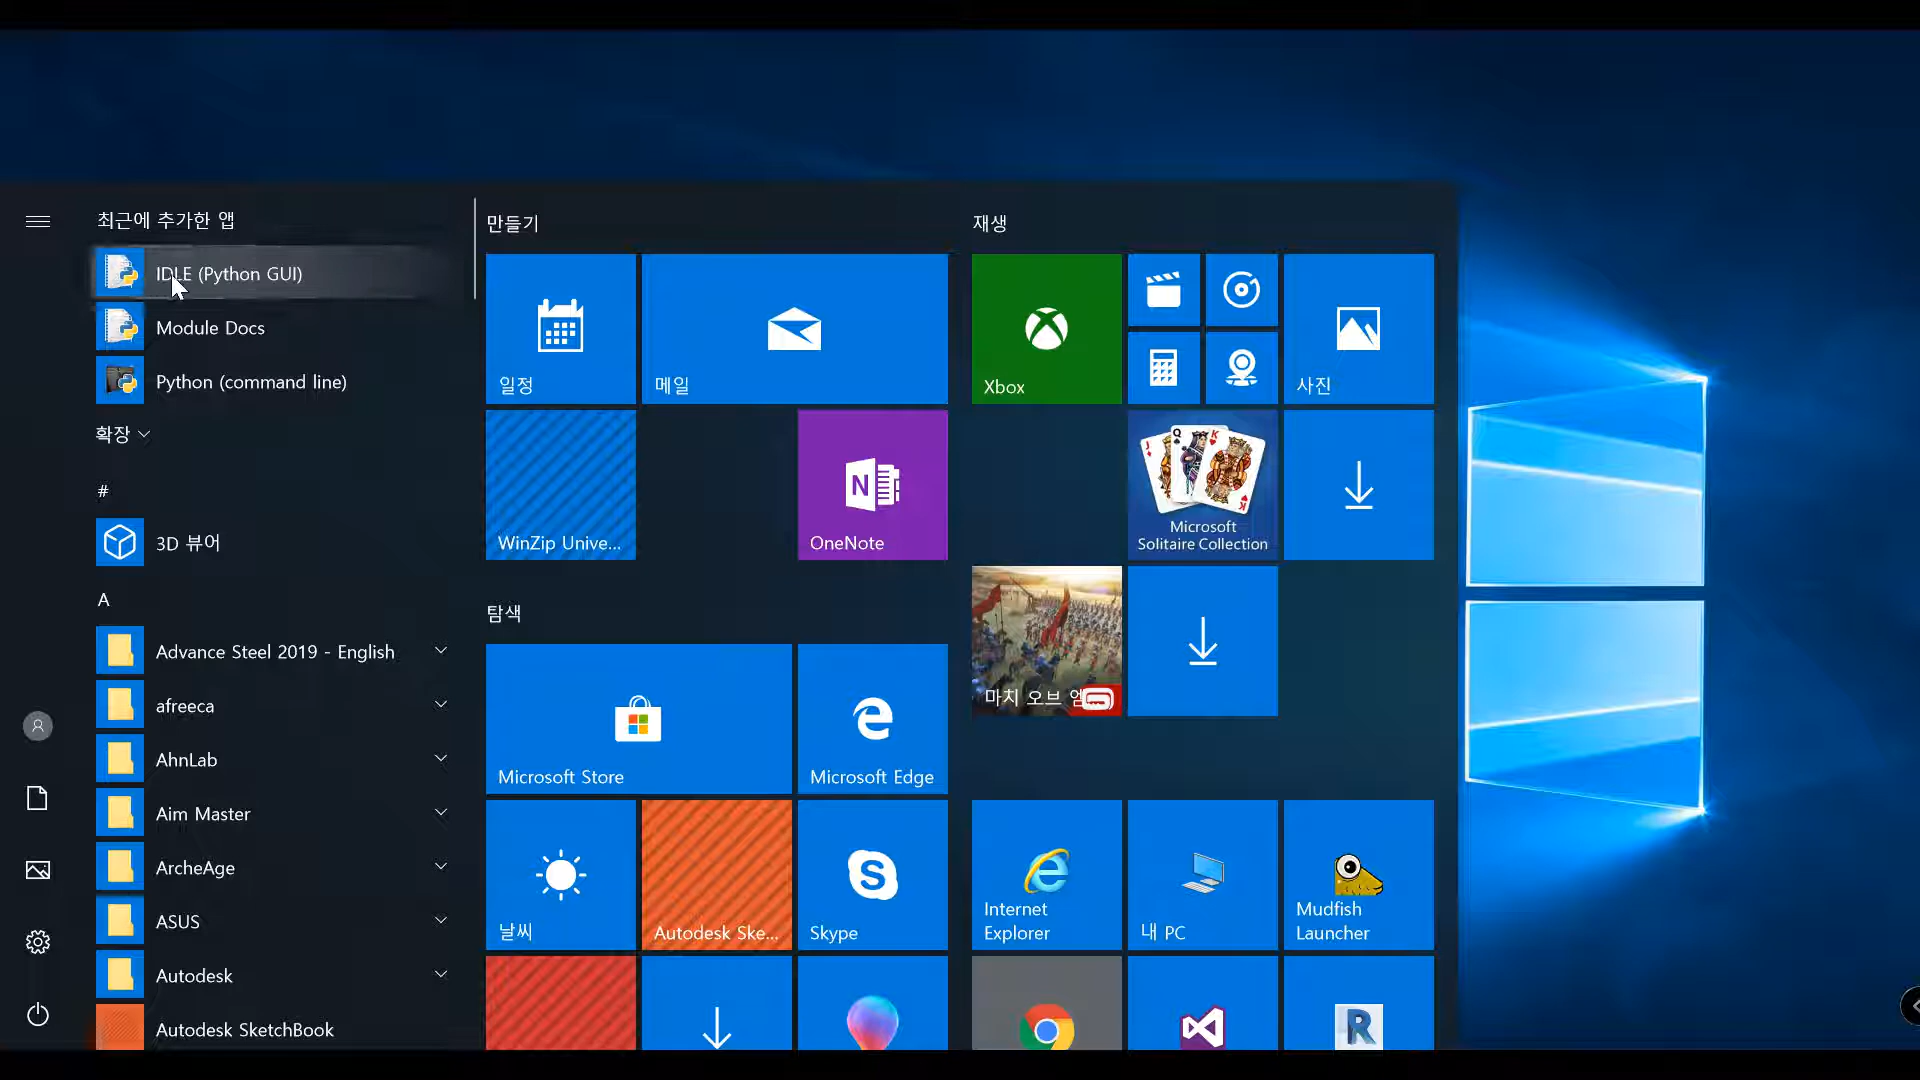 최근에 추가한 앱
IDLE (Python GUI)
Module Docs
Python (command line)
확장
#
3D 뷰어
A
Advance Steel 2019 - English
afreeca
AhnLab
Aim Master
ArcheAge
ASUS
Autodesk
Autodesk SketchBook
만들기
일정
메일
WinZip Unive...
OneNote
탐색
Microsoft Store
Microsoft Edge
날씨
Autodesk Ske...
Skype
재생
Xbox
사진
Microsoft
Solitaire Collection
마치 오브 엠
Internet
Explorer
내 PC
Mudfish
Launcher